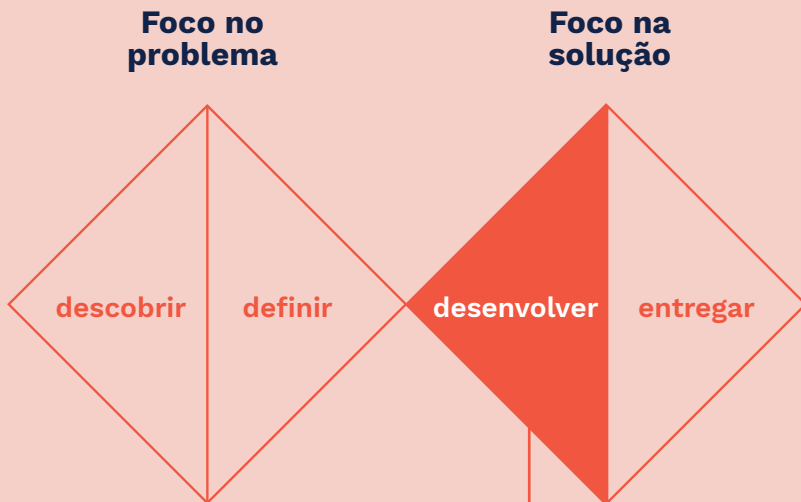 Foco no
problema
Foco na
solução
descobrir
definir
desenvolver
entregar